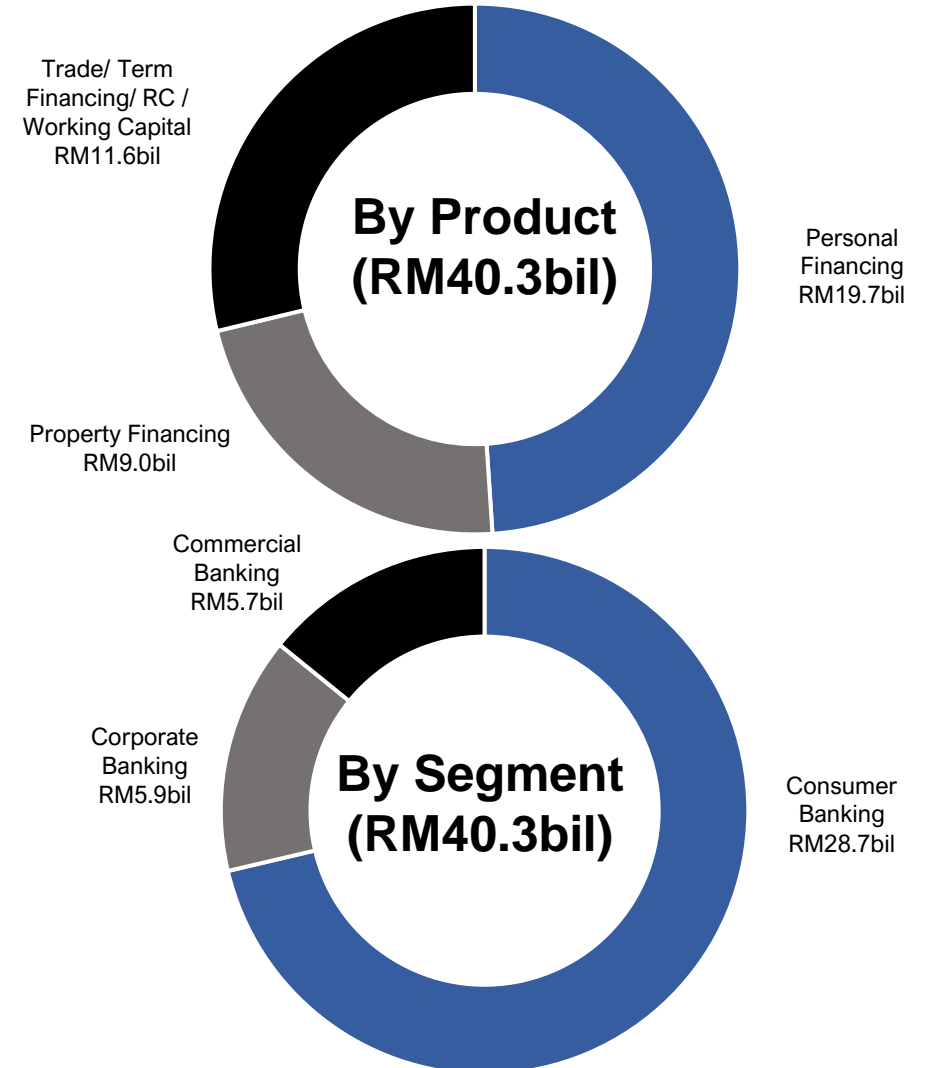 Trade/ Term
Financing/ RC /
Working Capital
RM11.6bil
By Product
(RM40.3bil)
Personal
Financing
RM19.7bil
Property Financing
RM9.0bil
Commercial
Banking
RM5.7bil
Corporate
Banking
RM5.9bil
By Segment
(RM40.3bil)
Consumer
Banking
RM28.7bil